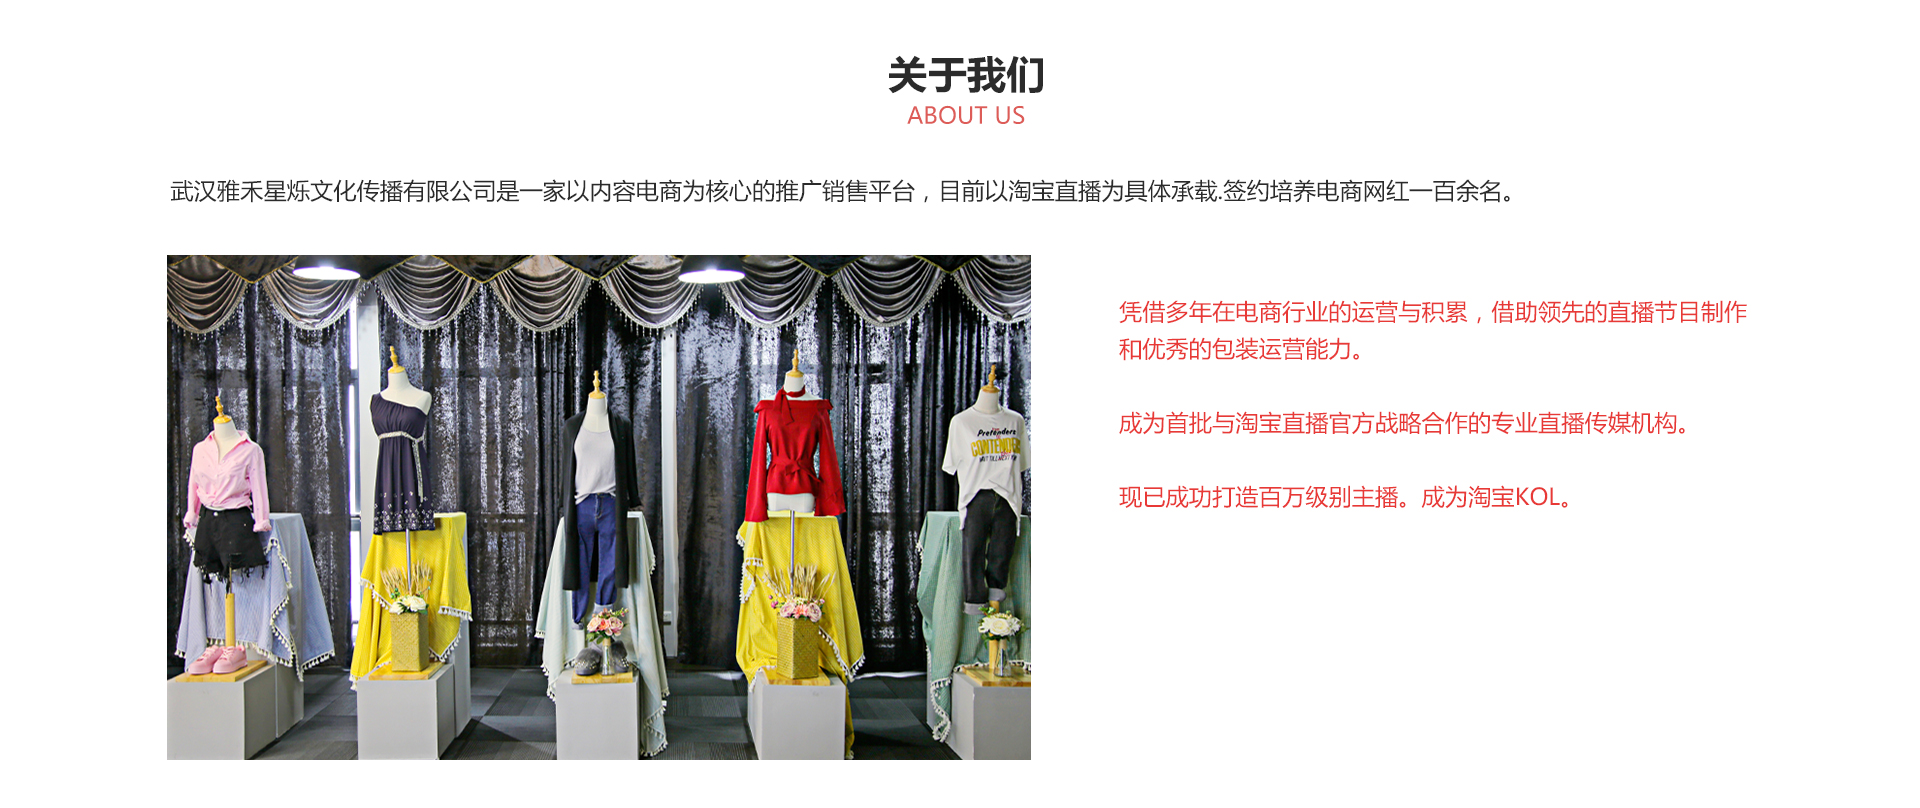 关于我们
ABOUT US
武汉雅禾星烁文化传播有限公司是一家以内容电商为核心的推广销售平台，目前以淘宝直播为具体承载.签约培养电商网红一百余名。
凭借多年在电商行业的运营与积累，借助领先的直播节目制作
和优秀的包装运营能力。
成为首批与淘宝直播官方战略合作的专业直播传媒机构。
现已成功打造百万级别主播。成为淘宝KOL。
Pretenders
CONTENDER